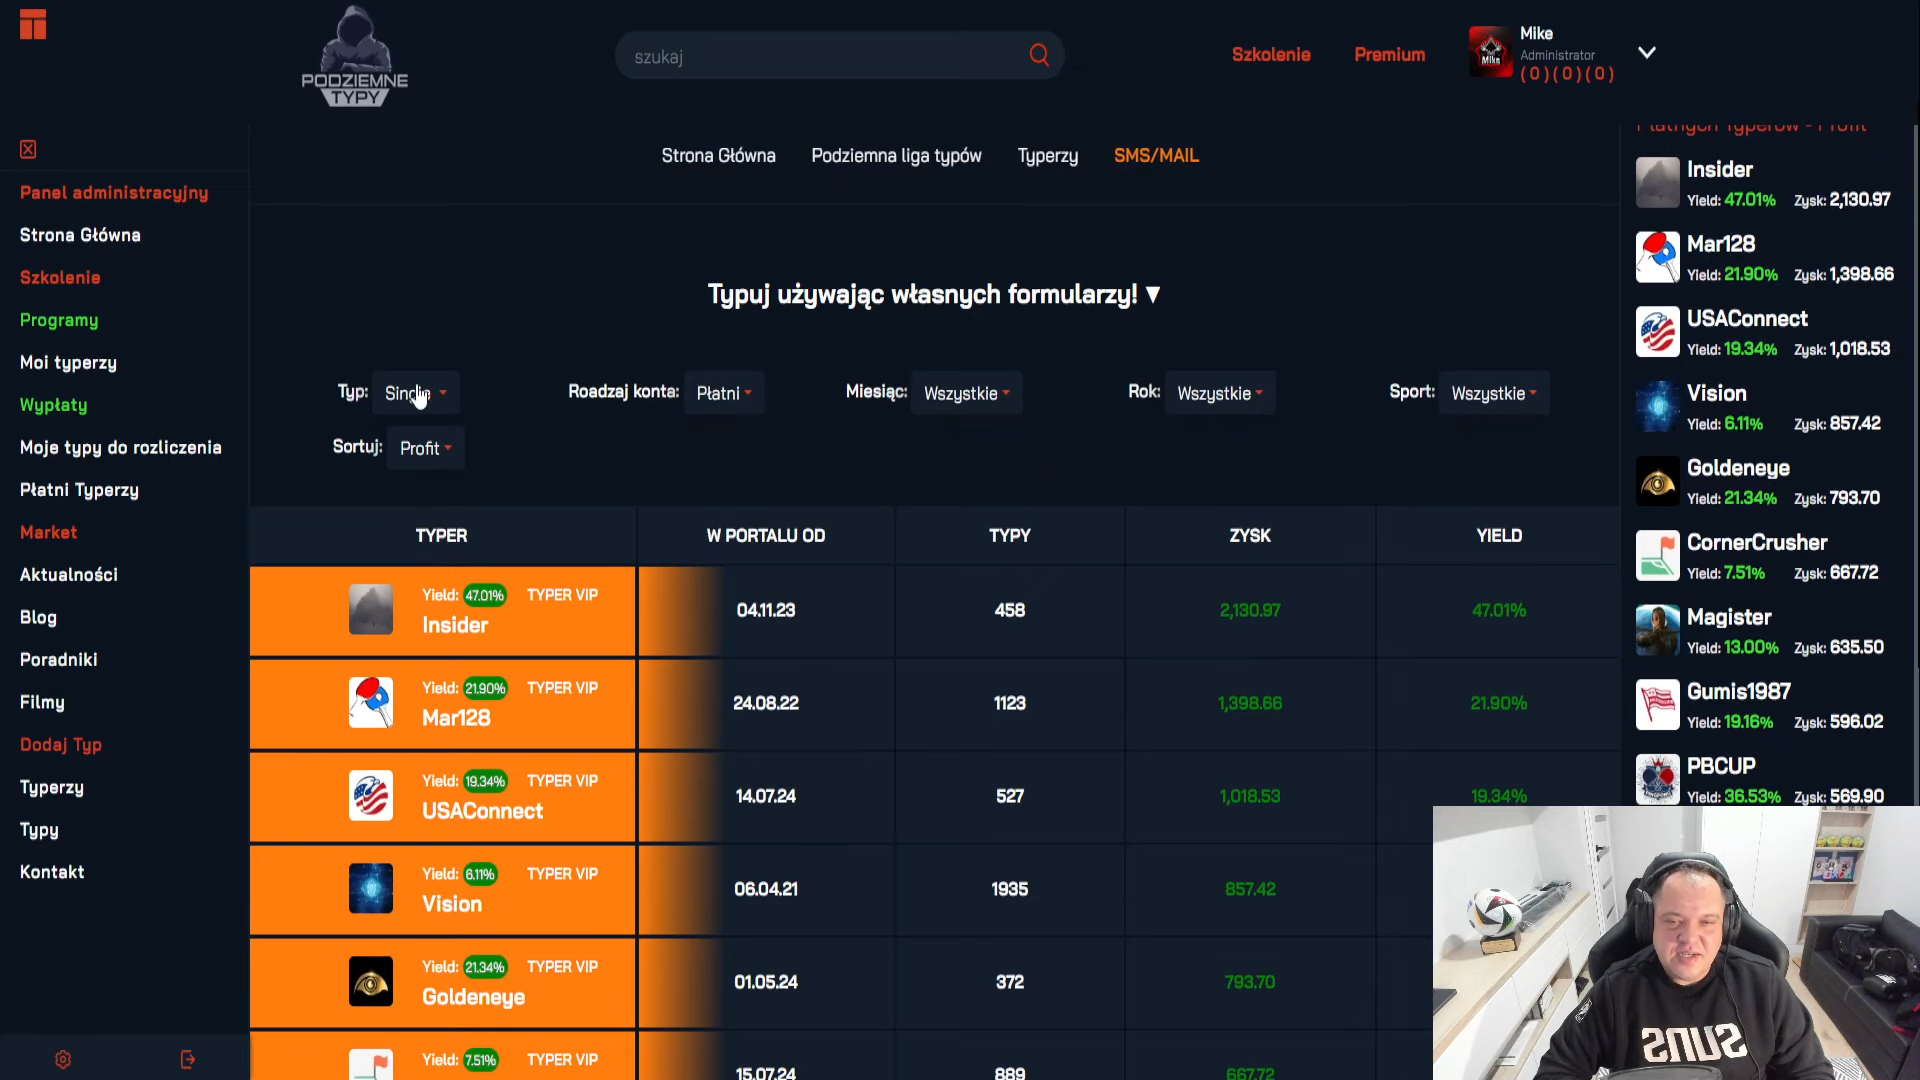 PODZIEMNE
TYPY
szukaj
Szkolenie
Premium
Mike
Administrator
(0)(0)(0)
Mike
Strona Główna
Podziemna liga typów
Typerzy
SMS/MAIL
Panel administracyjny
Strona Główna
Szkolenie
Programy
Moi typerzy
Wypłaty
Moje typy do rozliczenia
Płatni Typerzy
Market
Aktualności
Blog
Poradniki
Filmy
Dodaj Typ
Typerzy
Typy
Kontakt
Typuj używając własnych formularzy! ▼
Typ:
Roadzaj konta: Płatni
Miesiąc: Wszystkie
Rok: Wszystkie
Sport: Wszystkie
Sortuj: Profit
TYPER W PORTALU OD TYPY ZYSK YIELD
Yield: 47.01% TYPER VIP
Insider
04.11.23 458 2,130.97 47.01%
Yield: 21.90% TYPER VIP
Mar128
24.08.22 1123 1,398.66 21.90%
Yield: 19.34% TYPER VIP
USAConnect
14.07.24 527 1,018.53 19.34%
Yield: 6.11% TYPER VIP
Vision
06.04.21 1935 857.42
Yield: 21.34% TYPER VIP
Goldeneye
01.05.24 372 793.70
Yield: 7.51% TYPER VIP
15.07.24 889 667.72
Płatnych Typerów - Profit
Insider
Yield: 47.01% Zysk: 2,130.97
Mar128
Yield: 21.90% Zysk: 1,398.66
USAConnect
Yield: 19.34% Zysk: 1,018.53
Vision
Yield: 6.11% Zysk: 857.42
Goldeneye
Yield: 21.34% Zysk: 793.70
CornerCrusher
Yield: 7.51% Zysk: 667.72
Magister
Yield: 13.00% Zysk: 635.50
Gumis1987
Yield: 19.16% Zysk: 596.02
PBCUP
Yield: 36.53% Zysk: 569.90
SUNS